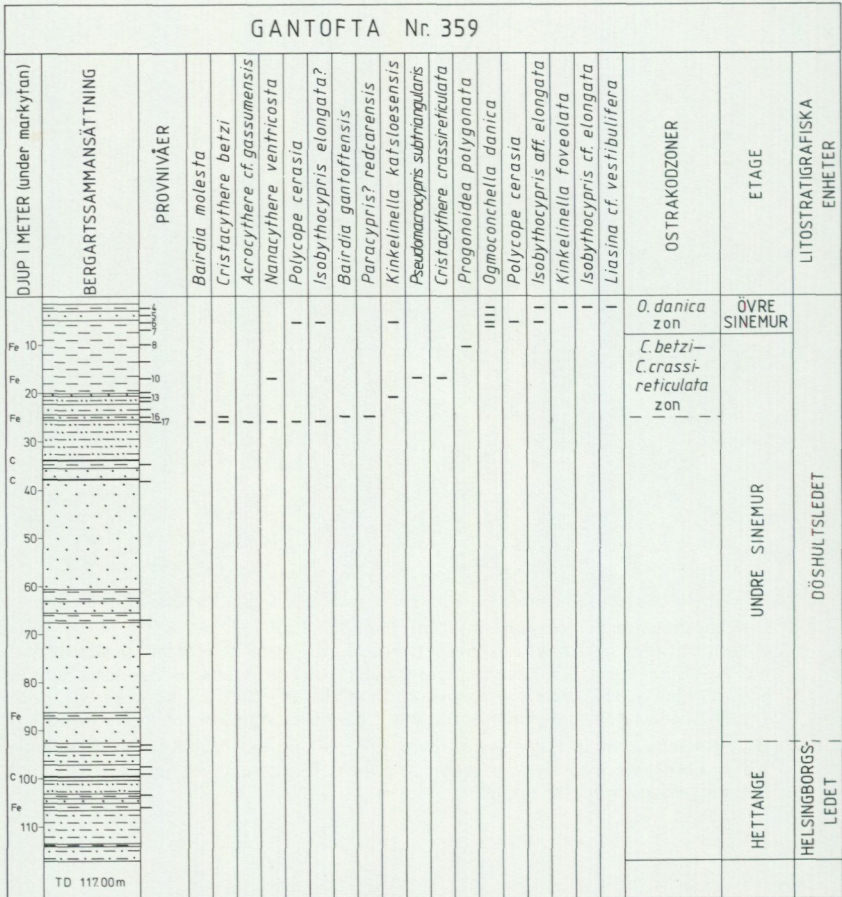 GANTOFTA Nr. 359
DJUP I METER (under markytan)
BERGARTSSAMMANSÄTTNING
PROVNIVÅER
Bairdia molesta
Cristacythere betzi
Acrocythere cf. gassumensis
Nanacythere ventricosta
Polycope cerasia
Isobythocypris elongata?
Bairdia gantoftensis
Paracypris? redcarensis
Kinkelinella katsloesensis
Pseudomacrocypris subtriangularis
Cristacythere crassireticulata
Progonoidea polygonata
Ogmoconchella danica
Polycope cerasia
Isobythocypris aff. elongata
Kinkelinella foveolata
Isobythocypris cf. elongata
Liasina cf. vestibulifera
OSTRAKODZONER
ETAGE
LITOSTRATIGRAFISKA
ENHETER
O. danica
zon
ÖVRE
SINEMUR
C. betzi–
C. crassi-
reticulata
zon
UNDRE SINEMUR
DÖSHULTSLEDET
HETTANGE
HELSINGBORGS-
LEDET
Fe 10
8
Fe
10
20
13
Fe
16
17
30
C
C
40
50
60
70
80
Fe
90
C 100
Fe
110
TD 117.00m